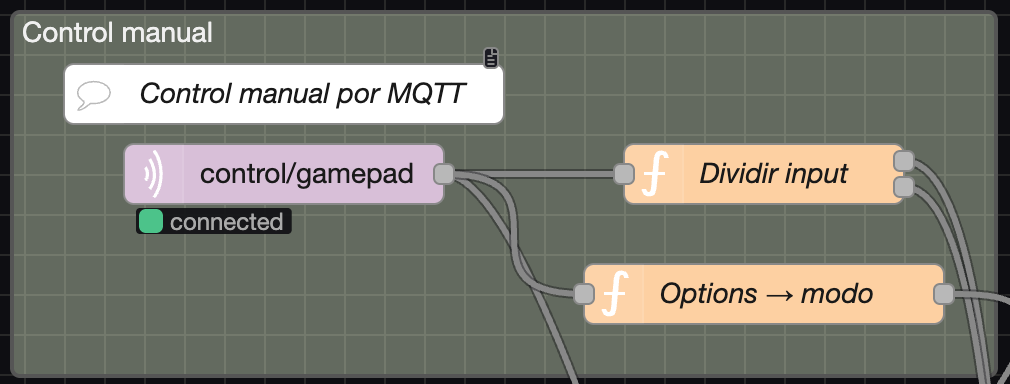 Control manual
Control manual por MQTT
control/gamepad
Dividir input
connected
Options → modo